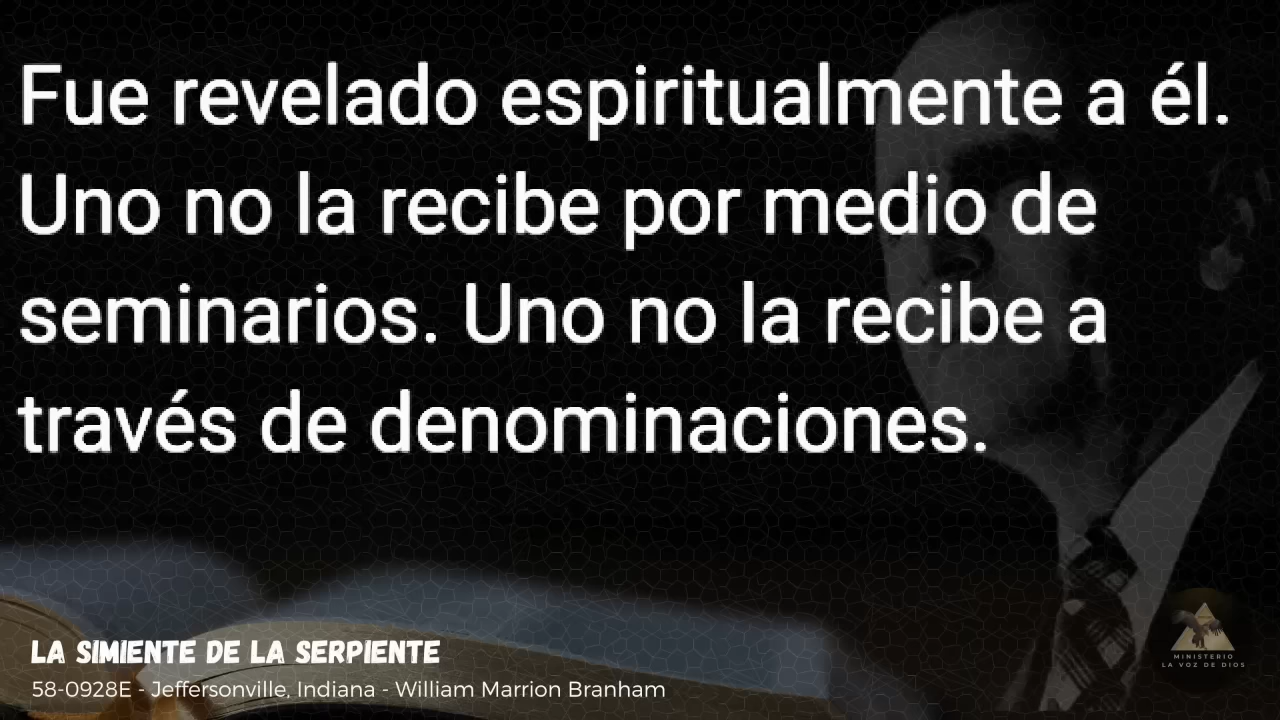 Fue revelado espiritualmente a él.
Uno no la recibe por medio de
seminarios. Uno no la recibe a
través de denominaciones.
LA SIMIENTE DE LA SERPIENTE
58-0928E - Jeffersonville, Indiana - William Marrion Branham
MINISTERIO
LA VOZ DE DIOS